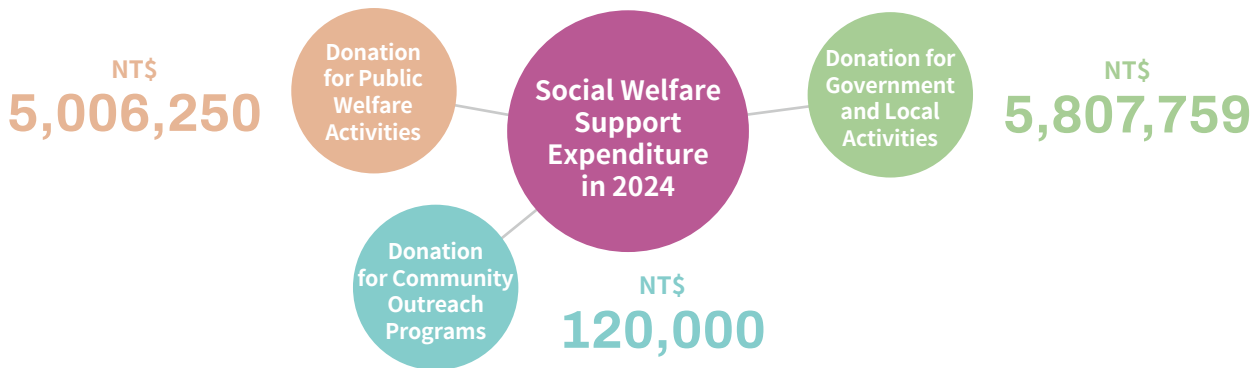 Social Welfare
Support
Expenditure
in 2024
NT$
5,006,250
Donation
for Public
Welfare
Activities
Donation for
Government
and Local
Activities
NT$
5,807,759
Donation
for Community
Outreach
Programs
NT$
120,000